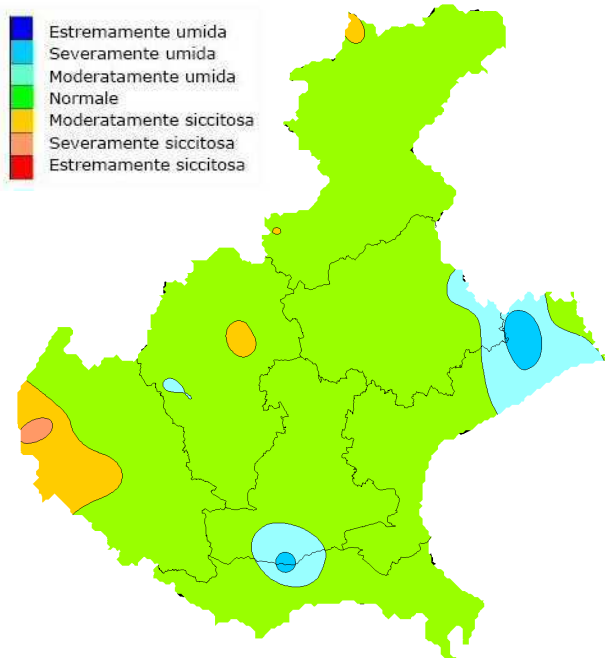 Estremamente umida
Severamente umida
Moderatamente umida
Normale
Moderatamente siccitosa
Severamente siccitosa
Estremamente siccitosa